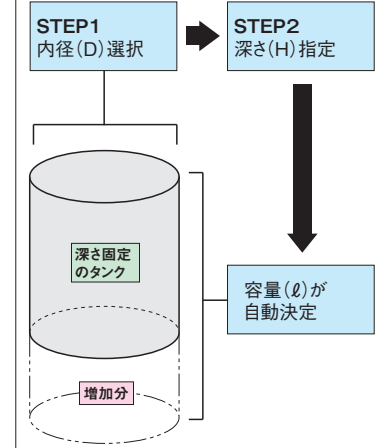 STEP1
内径(D)選択
STEP2
深さ(H)指定
深さ固定
のタンク
容量(ℓ)が
自動決定
増加分